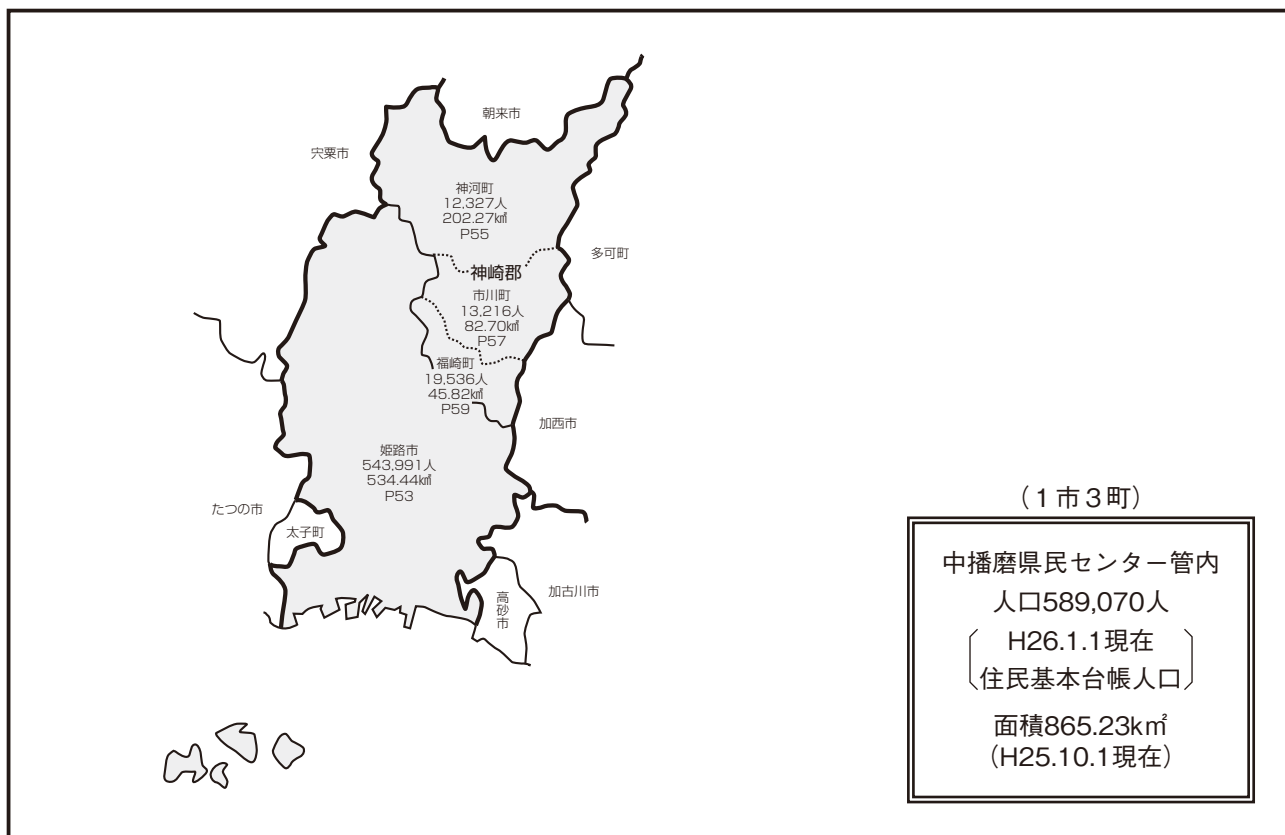 朝来市
宍粟市
神河町
12,327人
202.27k㎡
P55
多可町
神崎郡
市川町
13,216人
82.70k㎡
P57
福崎町
19,536人
45.82k㎡
P59
加西市
姫路市
543,991人
534.44k㎡
P53
たつの市
太子町
高砂市
加古川市
(1市3町)
中播磨県民センター管内
人口589,070人
H26.1.1現在
住民基本台帳人口
面積865.23k㎡
(H25.10.1現在)